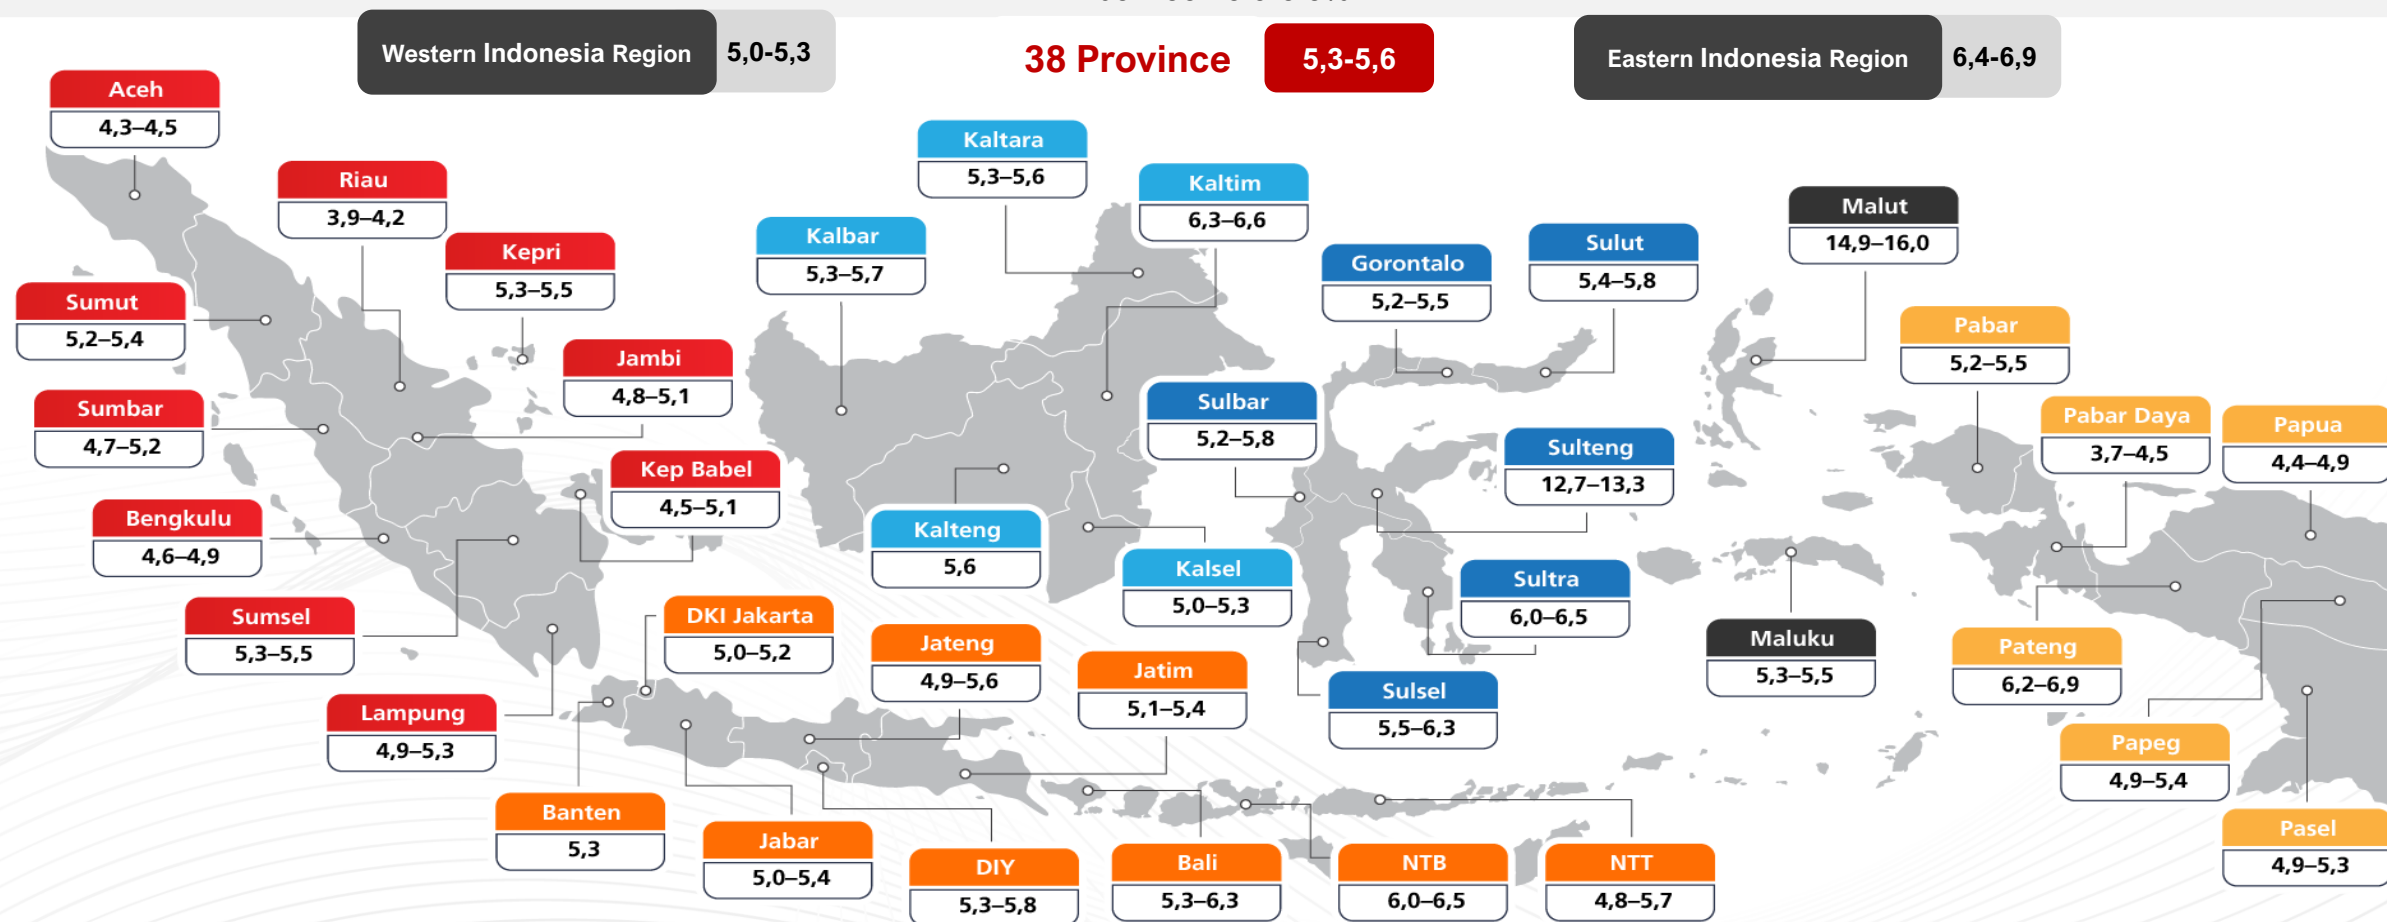 Western Indonesia Region 5,0-5,3
38 Province 5,3-5,6
Eastern Indonesia Region 6,4-6,9
Aceh
4,3–4,5
Riau
3,9–4,2
Kepri
5,3–5,5
Sumut
5,2–5,4
Jambi
4,8–5,1
Sumbar
4,7–5,2
Kep Babel
4,5–5,1
Bengkulu
4,6–4,9
Sumsel
5,3–5,5
Lampung
4,9–5,3
Kaltara
5,3–5,6
Kaltim
6,3–6,6
Kalbar
5,3–5,7
Kalteng
5,6
Kalsel
5,0–5,3
Gorontalo
5,2–5,5
Sulut
5,4–5,8
Sulbar
5,2–5,8
Sulteng
12,7–13,3
Sultra
6,0–6,5
Sulsel
5,5–6,3
Malut
14,9–16,0
Maluku
5,3–5,5
Pabar
5,2–5,5
Pabar Daya
3,7–4,5
Papua
4,4–4,9
Pateng
6,2–6,9
Papeg
4,9–5,4
Pasel
4,9–5,3
DKI Jakarta
5,0–5,2
Jateng
4,9–5,6
Jatim
5,1–5,4
Banten
5,3
Jabar
5,0–5,4
DIY
5,3–5,8
Bali
5,3–6,3
NTB
6,0–6,5
NTT
4,8–5,7